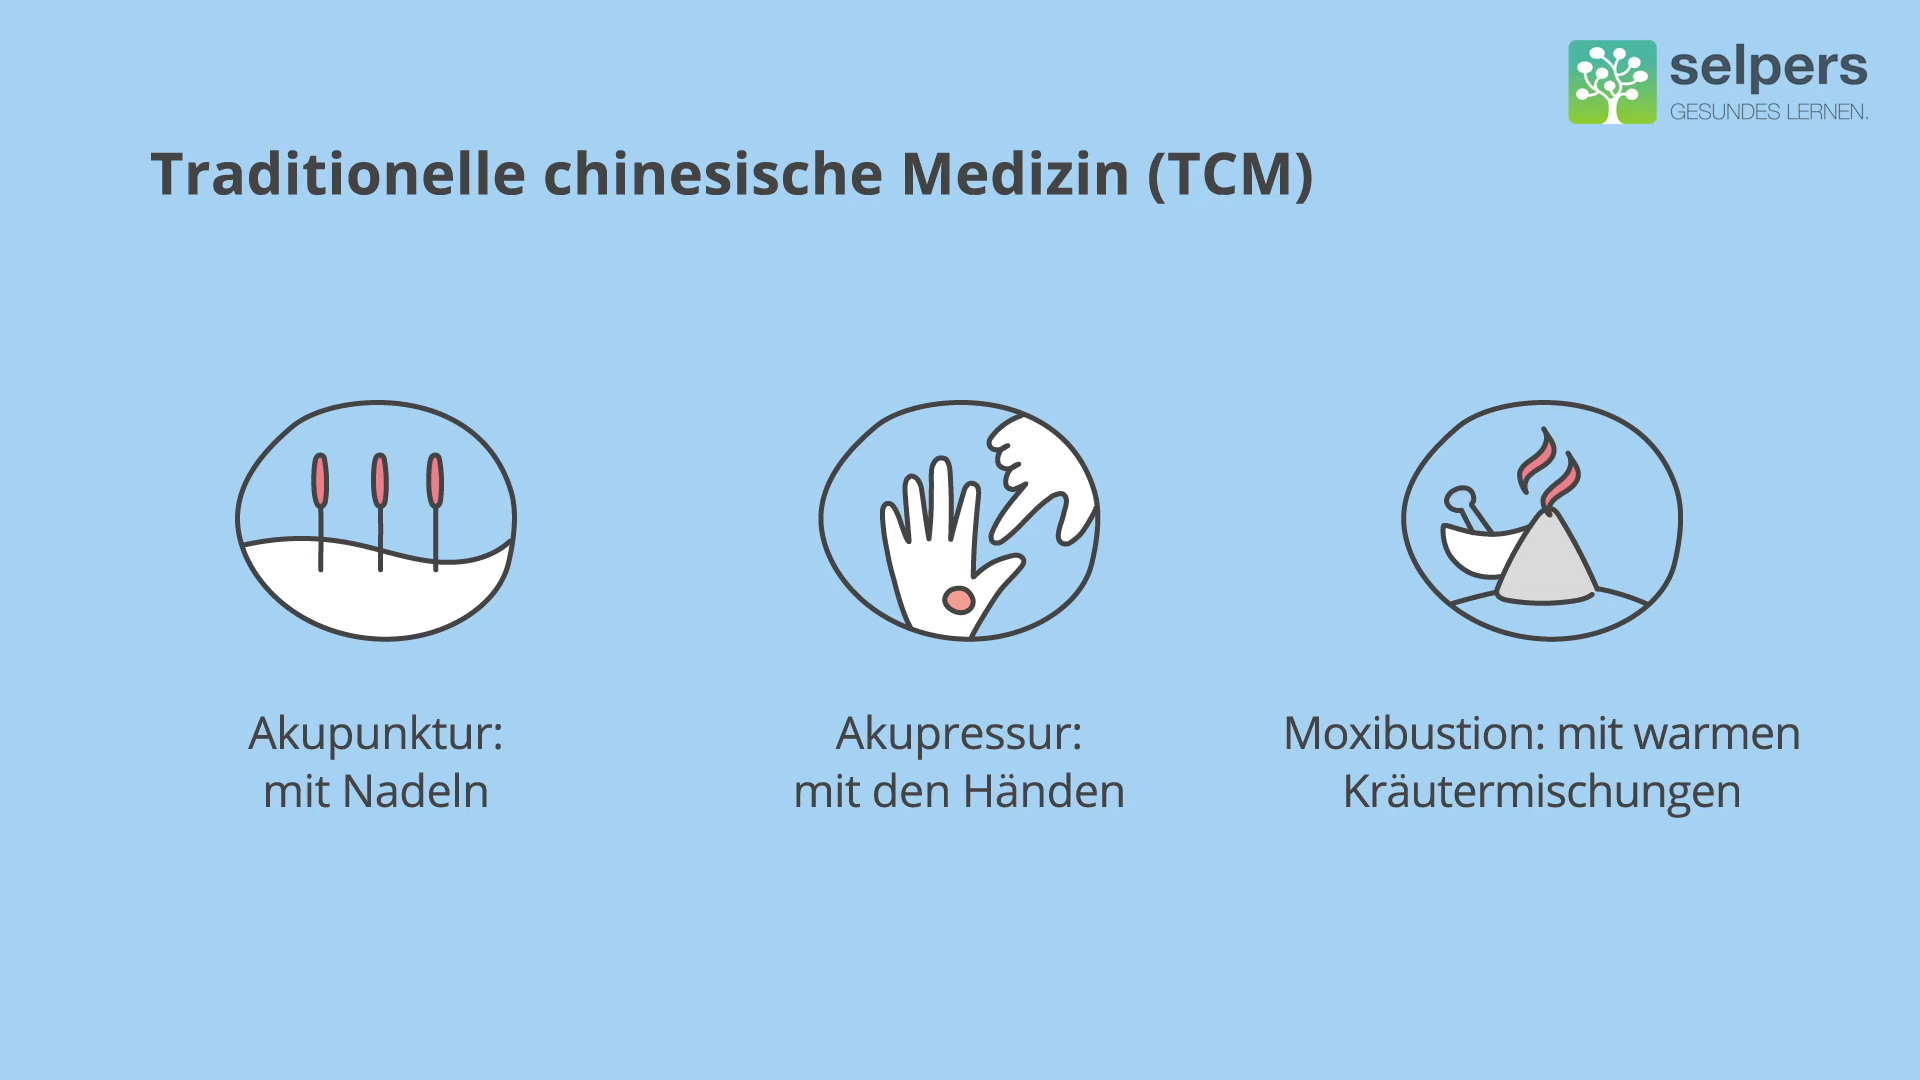 selpers
GESUNDES LERNEN.
Traditionelle chinesische Medizin (TCM)
Akupunktur:
mit Nadeln
Akupressur:
mit den Händen
Moxibustion: mit warmen
Kräutermischungen